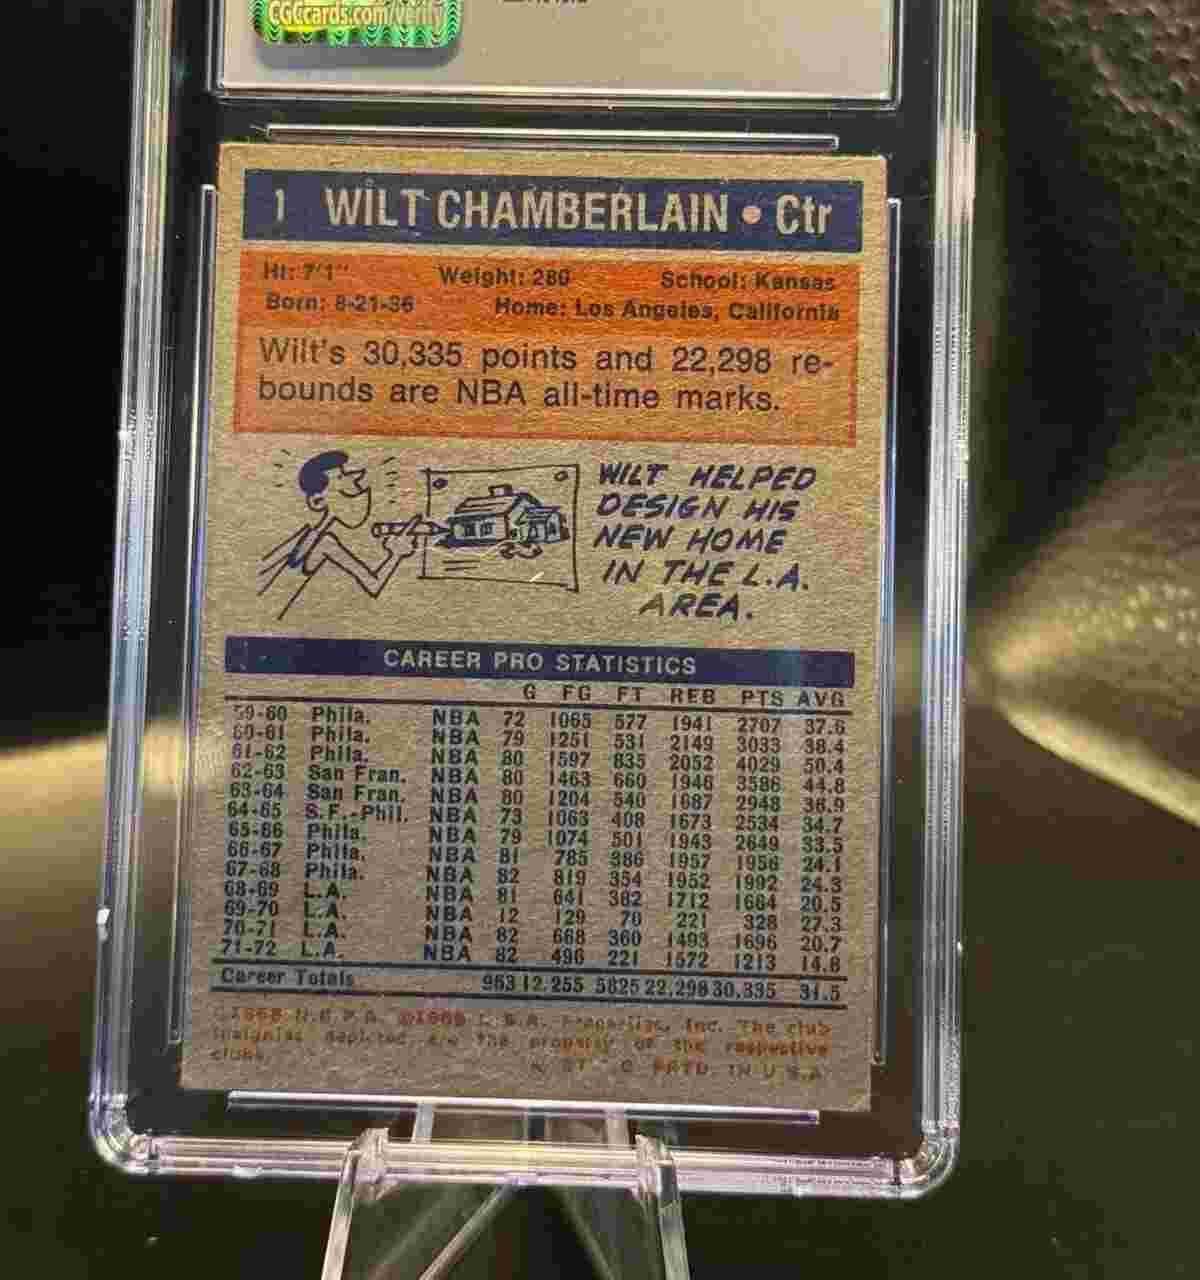 CGCcards.com/verify
1 WILT CHAMBERLAIN • Ctr
Ht: 7'1" Weight: 280 School: Kansas
Born: 8-21-36 Home: Los Angeles, California
Wilt's 30,335 points and 22,298 re-
bounds are NBA all-time marks.
WILT HELPED
DESIGN HIS
NEW HOME
IN THE L.A.
AREA.
CAREER PRO STATISTICS
G FG FT REB PTS AVG
59-60 Phila. NBA 72 1065 577 1941 2707 37.6
60-61 Phila. NBA 79 1251 531 2149 3033 38.4
61-62 Phila. NBA 80 1597 835 2052 4029 50.4
62-63 San Fran. NBA 80 1463 660 1946 3586 44.8
63-64 San Fran. NBA 80 1204 540 1687 2948 36.9
64-65 S.F.-Phil. NBA 73 1063 408 1673 2534 34.7
65-66 Phila. NBA 79 1074 501 1943 2649 33.5
66-67 Phila. NBA 81 785 386 1957 1956 24.1
67-68 Phila. NBA 82 819 354 1952 1992 24.3
68-69 L.A. NBA 81 641 382 1712 1664 20.5
69-70 L.A. NBA 12 129 70 221 328 27.3
70-71 L.A. NBA 82 668 360 1493 1696 20.7
71-72 L.A. NBA 82 496 221 1572 1213 14.8
Career Totals 963 12,255 5825 22,298 30,335 31.5
Inc. The club
insignias depicted are the property of the respective
clubs.
PRTD. IN U.S.A.